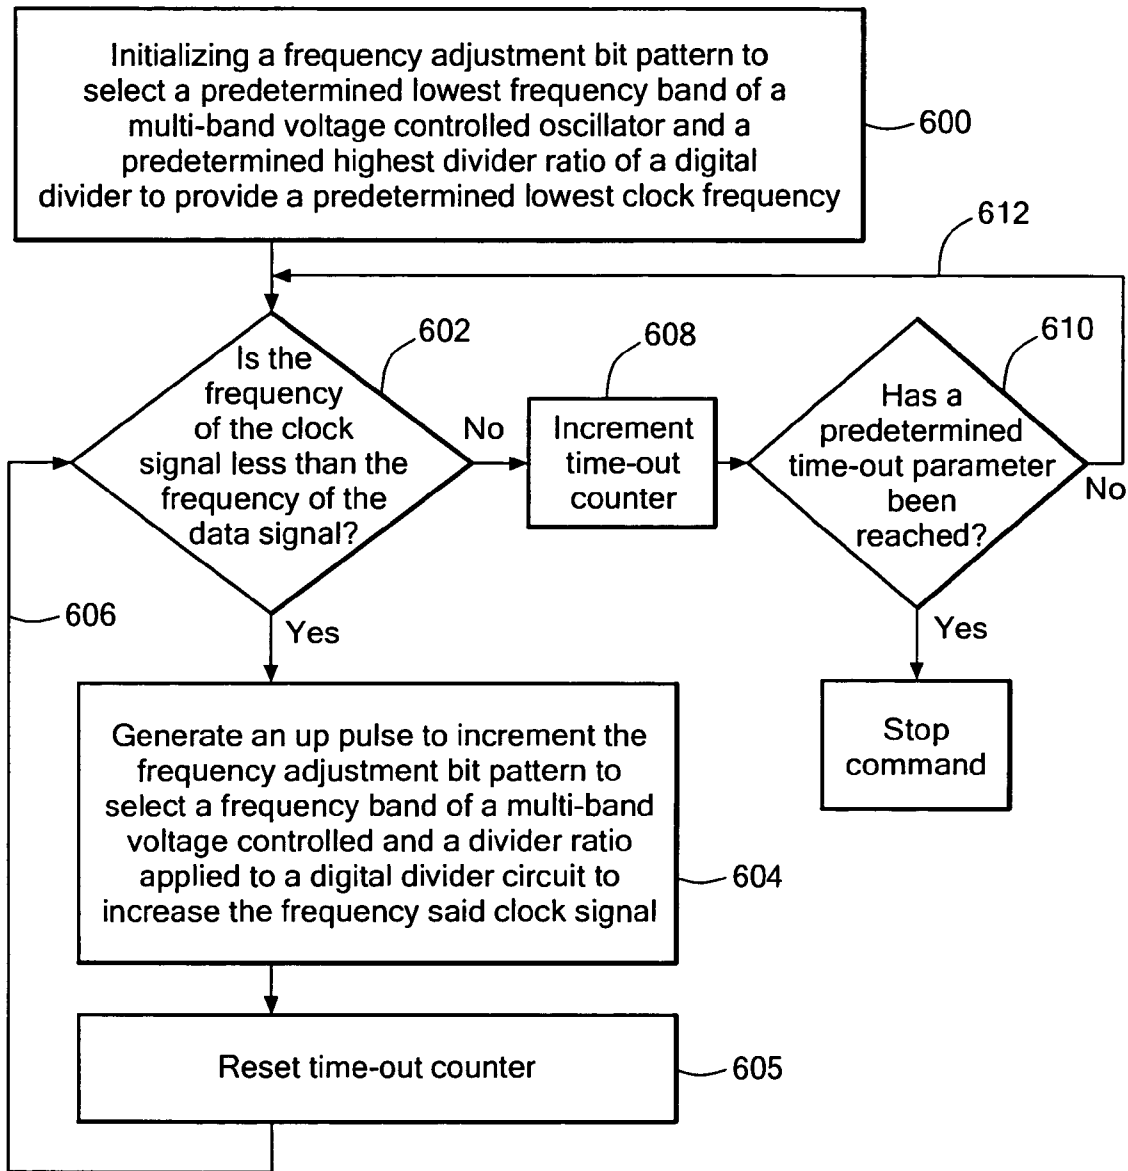 Initializing a frequency adjustment bit pattern to
select a predetermined lowest frequency band of a
multi-band voltage controlled oscillator and a
predetermined highest divider ratio of a digital
divider to provide a predetermined lowest clock frequency
600
612
602
Is the
frequency
of the clock
signal less than the
frequency of the
data signal?
No
608
Increment
time-out
counter
610
Has a
predetermined
time-out parameter
been
reached?
No
606
Yes
Yes
Generate an up pulse to increment the
frequency adjustment bit pattern to
select a frequency band of a multi-band
voltage controlled and a divider ratio
applied to a digital divider circuit to
increase the frequency said clock signal
604
Stop
command
Reset time-out counter
605